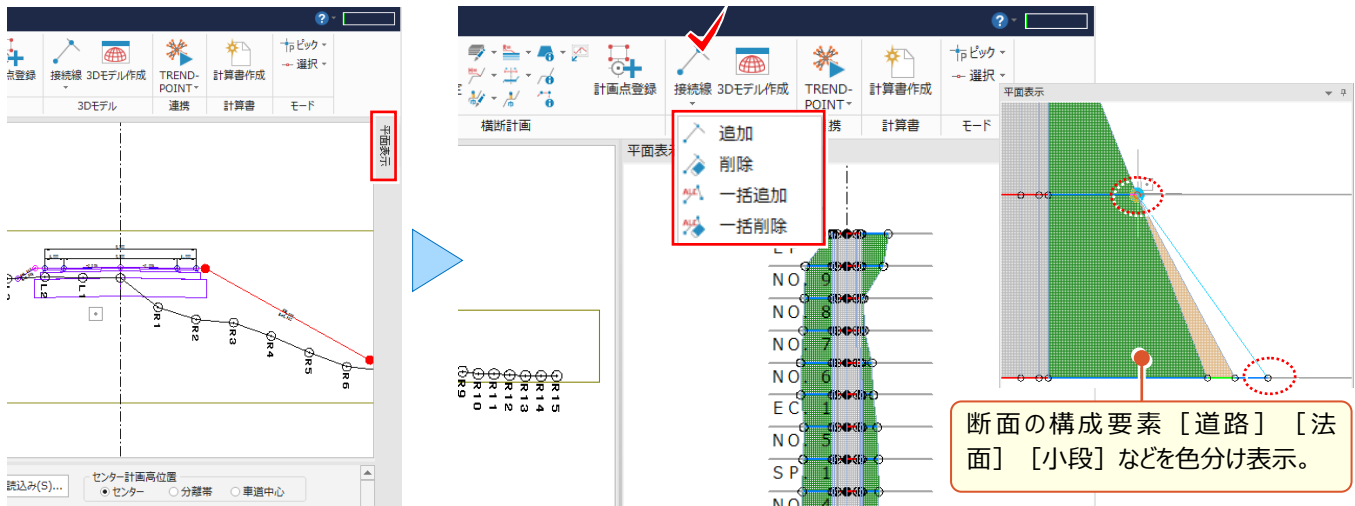 点登録
接続線
3Dモデル作成
TREND-
POINT
計算書作成
ピック
選択
3Dモデル
連携
計算書
モード
平面表示
L2
L1
R1
R2
R3
R4
R5
R6
読込み(S)...
センター計画高位置
センター
分離帯
車道中心
計画点登録
接続線
3Dモデル作成
TREND-
POINT
計算書作成
ピック
選択
横断計画
携
計算書
モード
追加
削除
一括追加
一括削除
R9
R10
R11
R12
R13
R14
R15
NO. 9
NO. 8
NO. 7
NO. 6
EC. 1
NO. 5
SP. 1
NO. 4
平面表示
断面の構成要素［道路］［法
面］［小段］などを色分け表示。